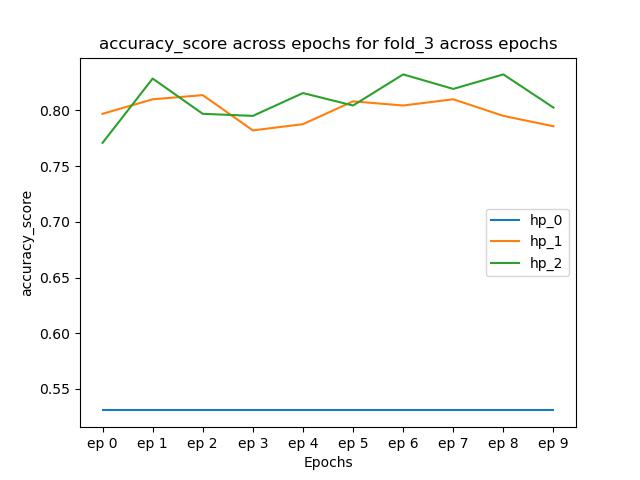 accuracy_score across epochs for fold_3 across epochs
accuracy_score
0.80
0.75
0.70
0.65
0.60
0.55
hp_0
hp_1
hp_2
ep 0 ep 1 ep 2 ep 3 ep 4 ep 5 ep 6 ep 7 ep 8 ep 9
Epochs